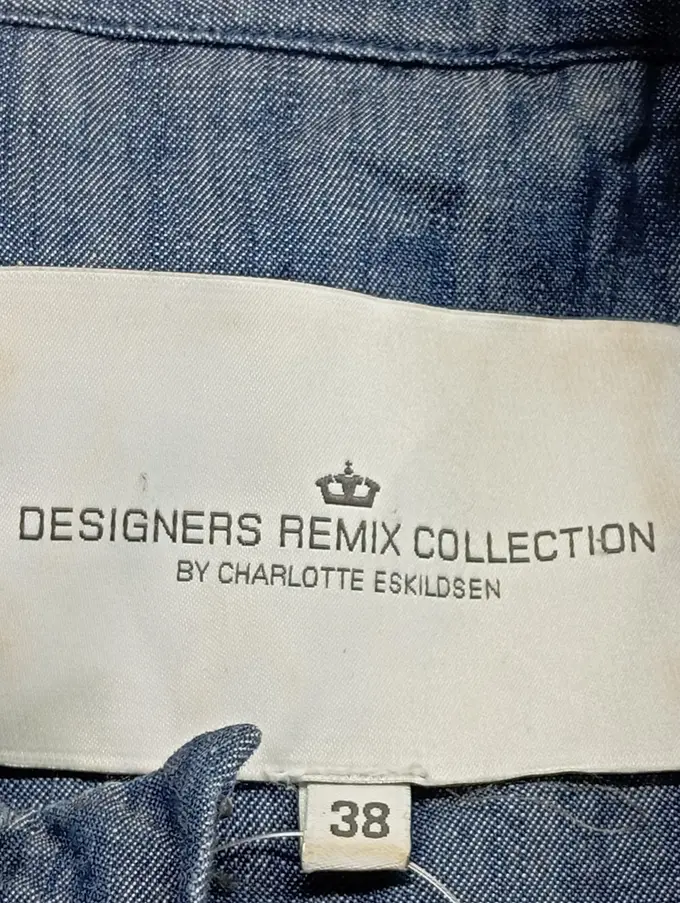 DESIGNERS REMIX COLLECTION
BY CHARLOTTE ESKILDSEN
38